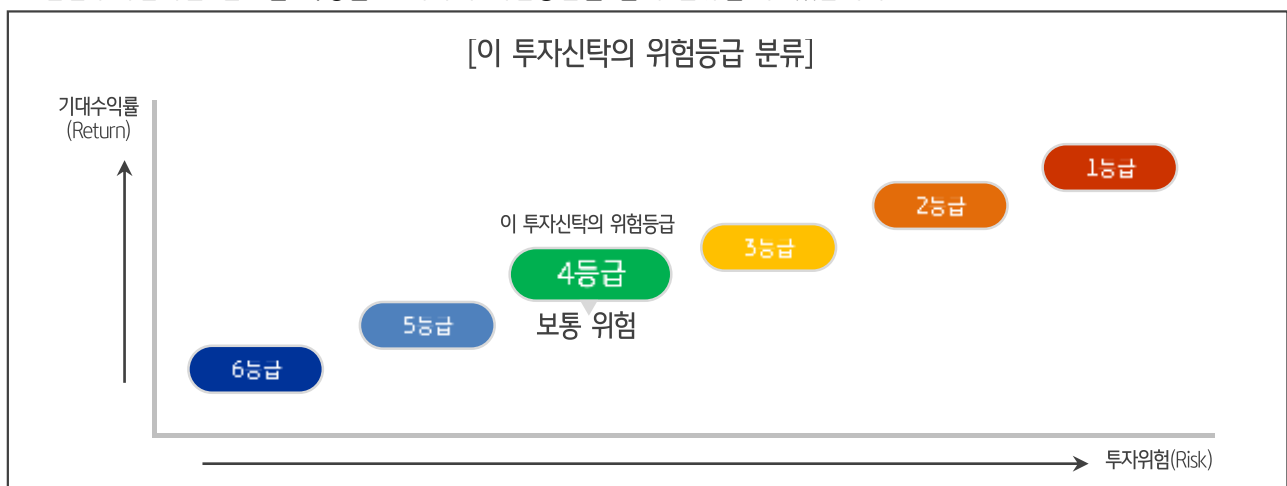 [이 투자신탁의 위험등급 분류]
기대수익률
(Return)
1등급
2등급
이 투자신탁의 위험등급
3등급
4등급
보통 위험
5등급
6등급
투자위험(Risk)